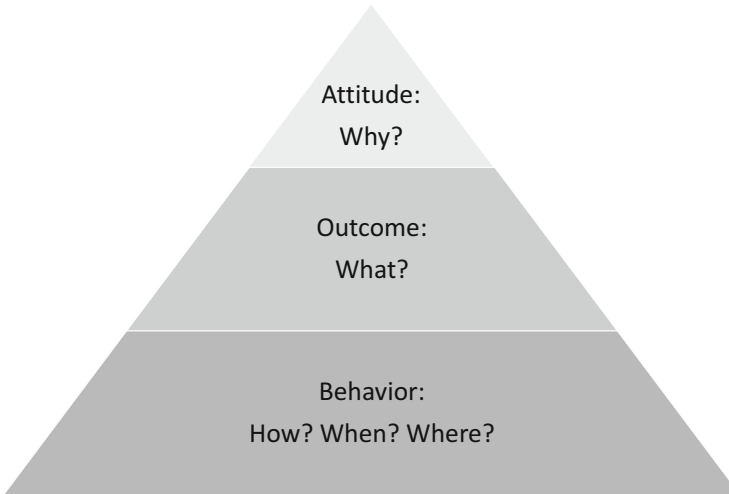 Attitude:
Why?
Outcome:
What?
Behavior:
How? When? Where?